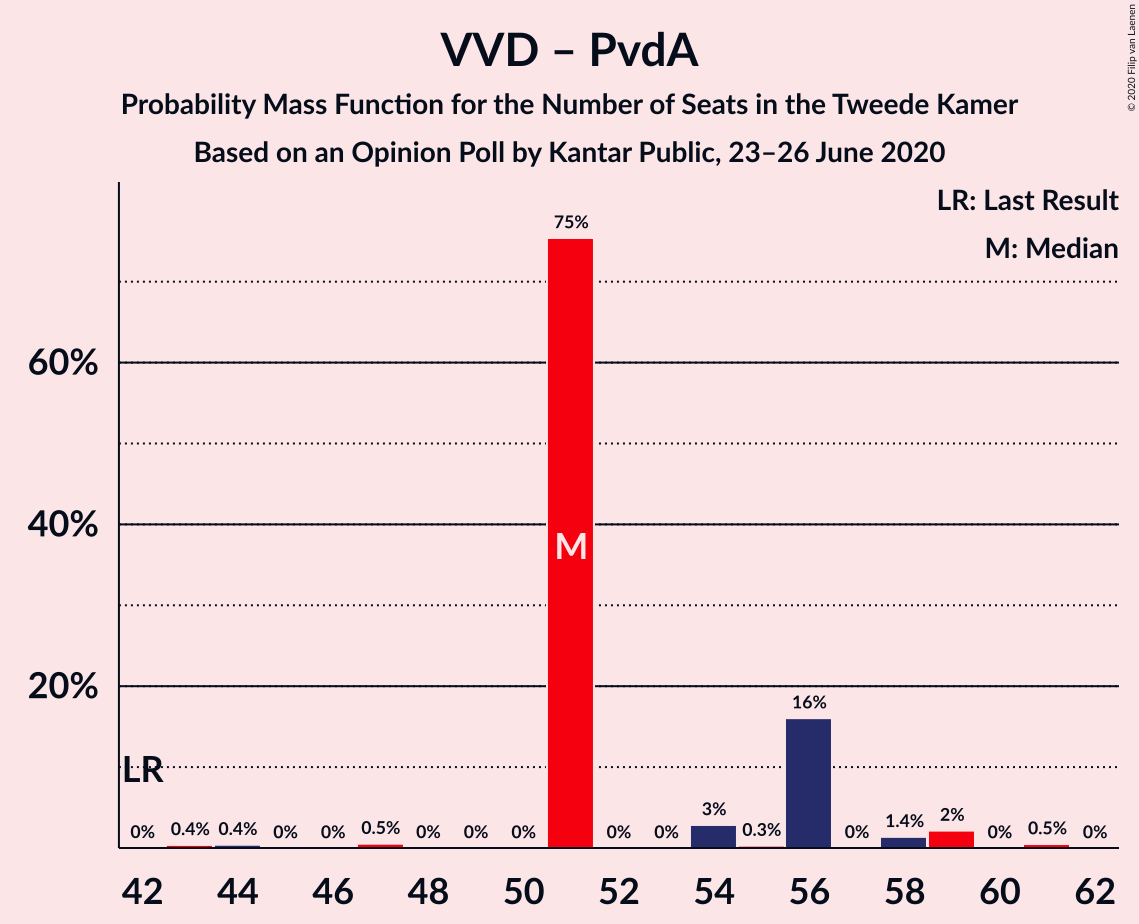 VVD – PvdA
Probability Mass Function for the Number of Seats in the Tweede Kamer
Based on an Opinion Poll by Kantar Public, 23–26 June 2020
© 2020 Filip van Laenen
LR: Last Result
M: Median
75%
60%
40%
M
20%
16%
LR
0% 0.4% 0.4% 0% 0% 0.5% 0% 0% 0% 0% 0% 3% 0.3% 0% 1.4% 2% 0% 0.5% 0%
42 44 46 48 50 52 54 56 58 60 62